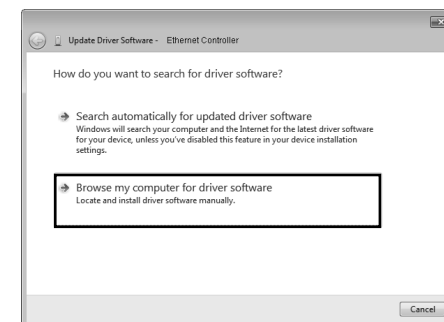 Update Driver Software - Ethernet Controller
How do you want to search for driver software?
Search automatically for updated driver software
Windows will search your computer and the Internet for the latest driver software
for your device, unless you've disabled this feature in your device installation
settings.
Browse my computer for driver software
Locate and install driver software manually.
Cancel